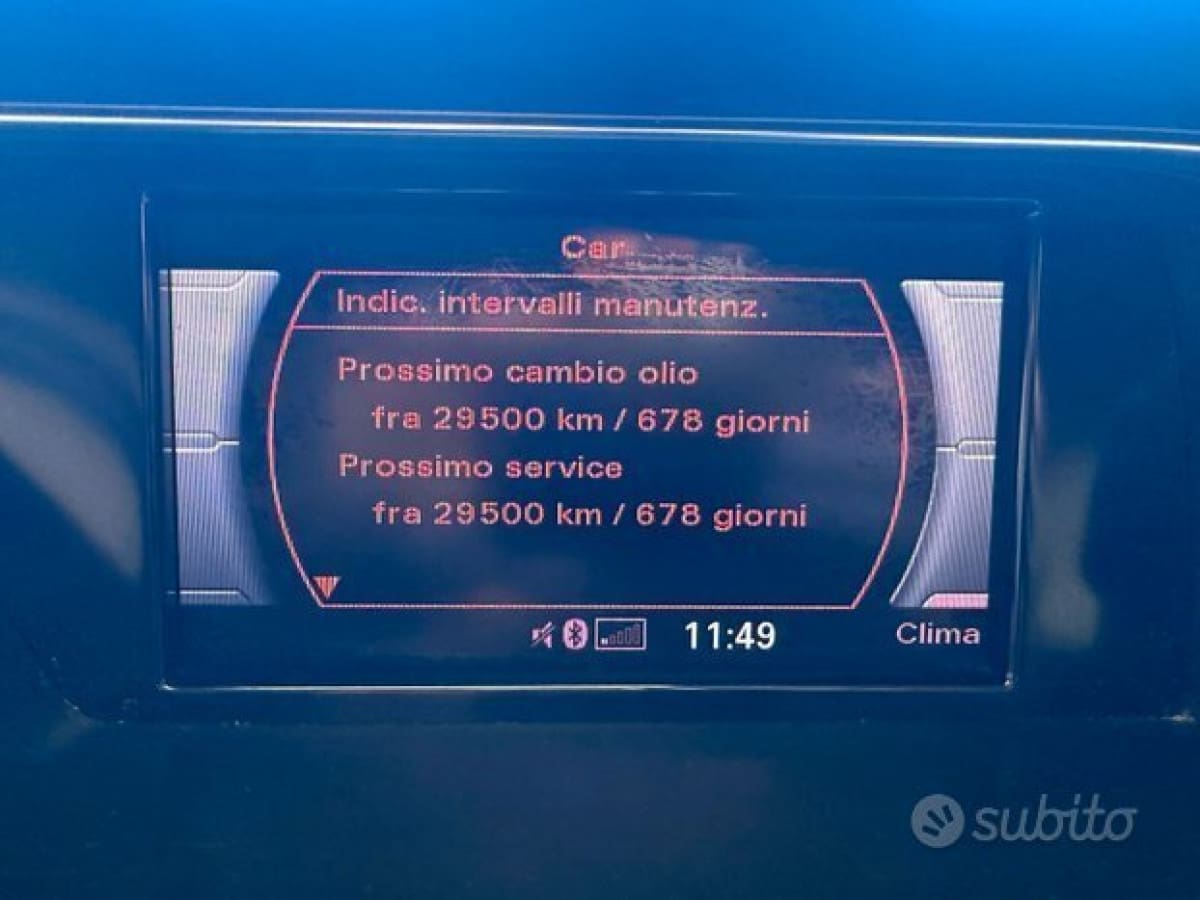 Car
Indic. intervalli manutenz.
Prossimo cambio olio
fra 29500 km / 678 giorni
Prossimo service
fra 29500 km / 678 giorni
11:49
Clima
subito